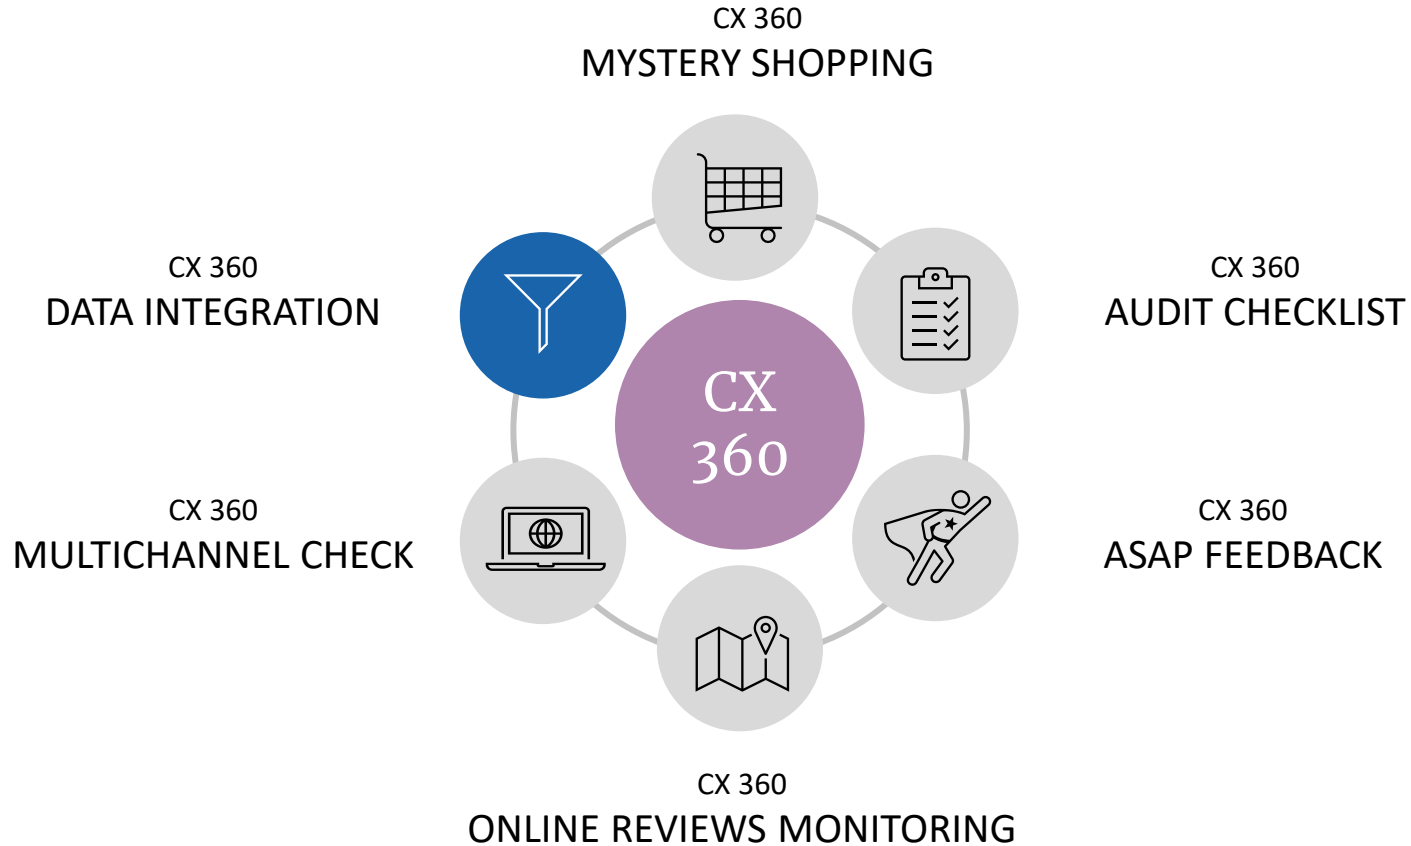 CX 360
MYSTERY SHOPPING
CX 360
DATA INTEGRATION
CX 360
AUDIT CHECKLIST
CX
360
CX 360
MULTICHANNEL CHECK
CX 360
ASAP FEEDBACK
CX 360
ONLINE REVIEWS MONITORING